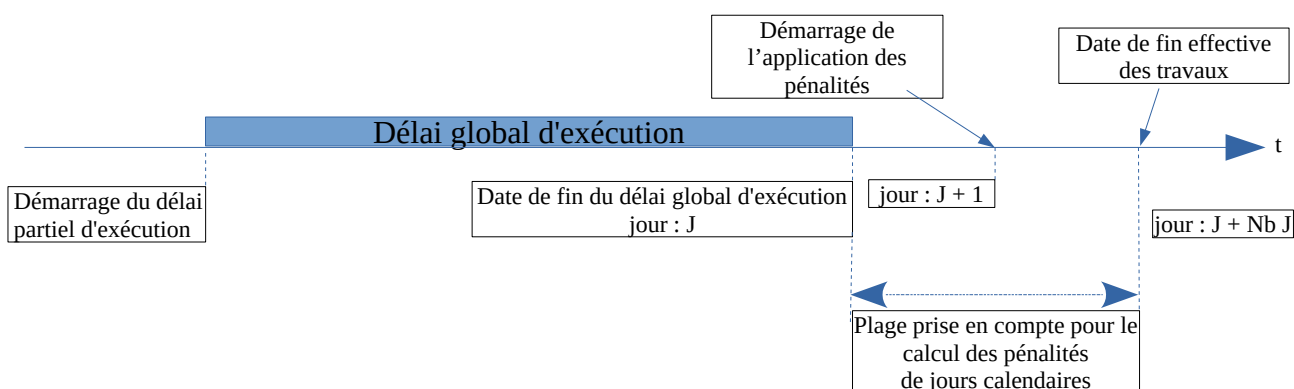 Démarrage de
l’application des
pénalités
Date de fin effective
des travaux
Délai global d'exécution
t
Démarrage du délai
partiel d'exécution
Date de fin du délai global d'exécution
jour : J
jour : J + 1
jour : J + Nb J
Plage prise en compte pour le
calcul des pénalités
de jours calendaires